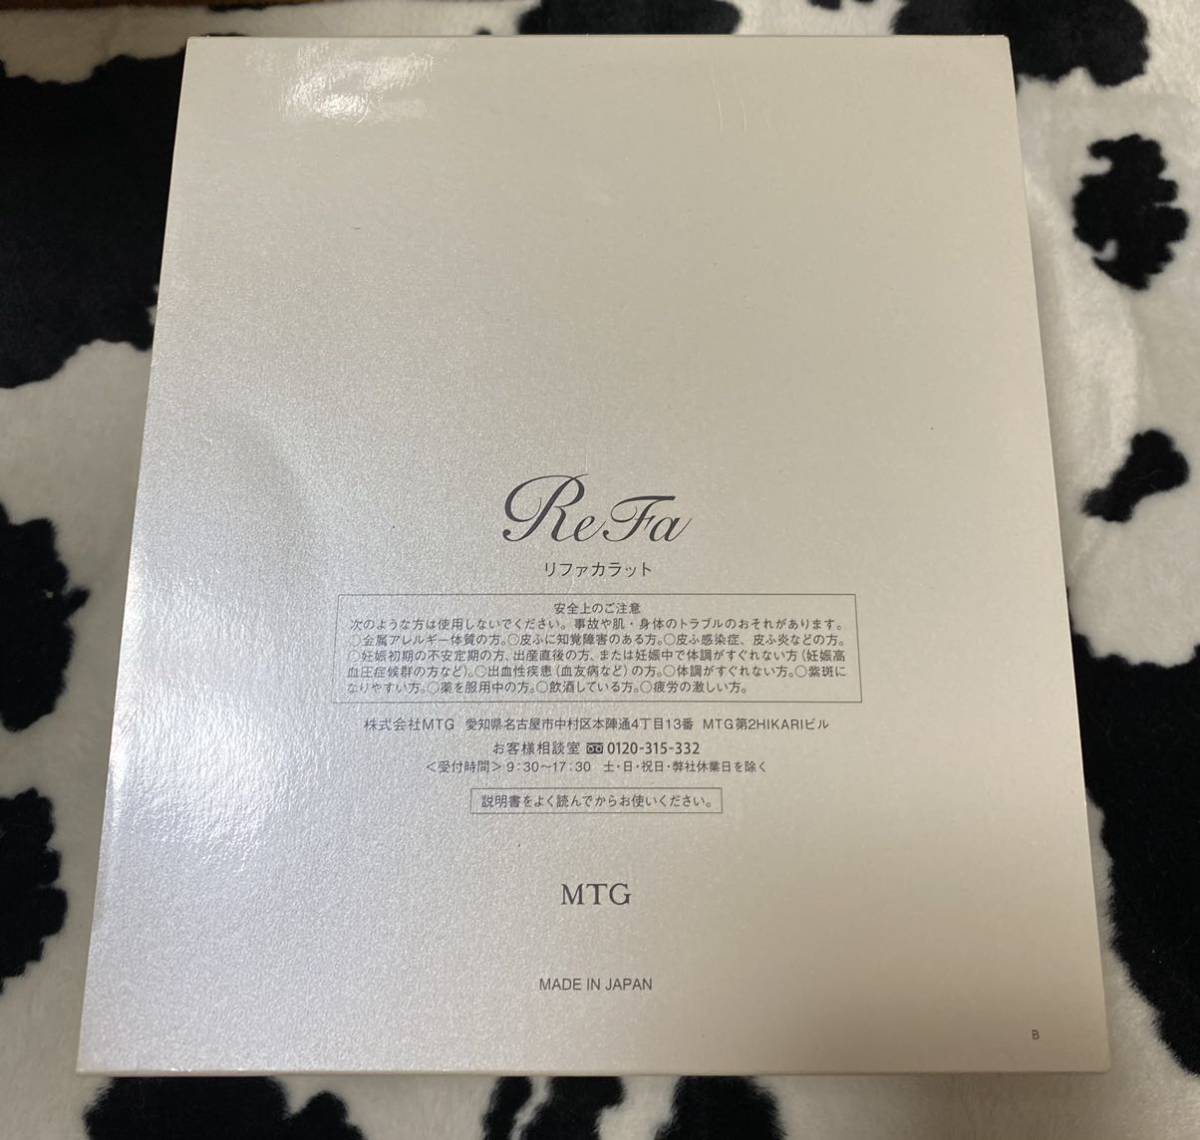 ReFa
リファカラット
安全上のご注意
次のような方は使用しないでください。事故や肌・身体のトラブルのおそれがあります。
○金属アレルギー体質の方。○皮ふに知覚障害のある方。○皮ふ感染症、皮ふ炎などの方。
○妊娠初期の不安定期の方、出産直後の方、または妊娠中で体調がすぐれない方(妊娠高
血圧症候群の方など)。○出血性疾患(血友病など)の方。○体調がすぐれない方。○紫斑に
なりやすい方。○薬を服用中の方。○飲酒している方。○疲労の激しい方。
株式会社MTG 愛知県名古屋市中村区本陣通4丁目13番 MTG第2HIKARIビル
お客様相談室 0120-315-332
＜受付時間＞9:30〜17:30 土・日・祝日・弊社休業日を除く
説明書をよく読んでからお使いください。
MTG
MADE IN JAPAN
B